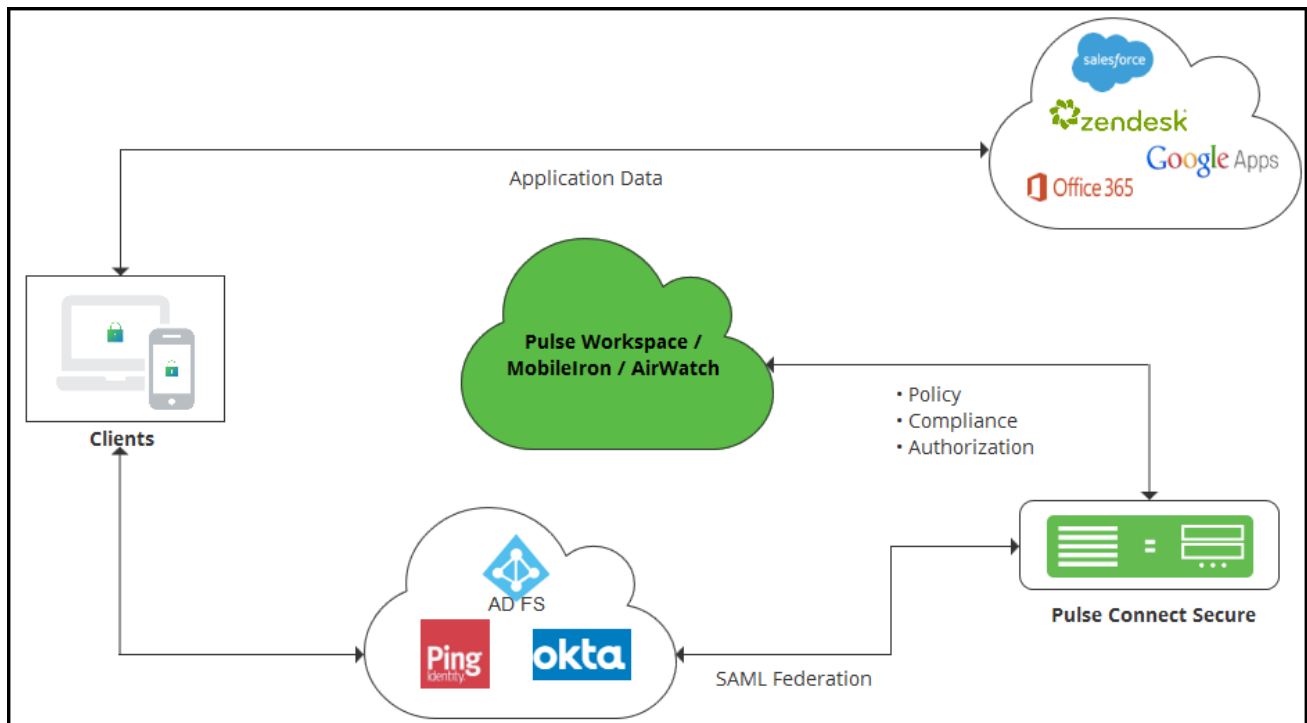 salesforce
zendesk
Google Apps
Office 365
Application Data
Pulse Workspace /
MobileIron / AirWatch
• Policy
• Compliance
• Authorization
Clients
AD FS
Ping
Identity.
okta
SAML Federation
Pulse Connect Secure